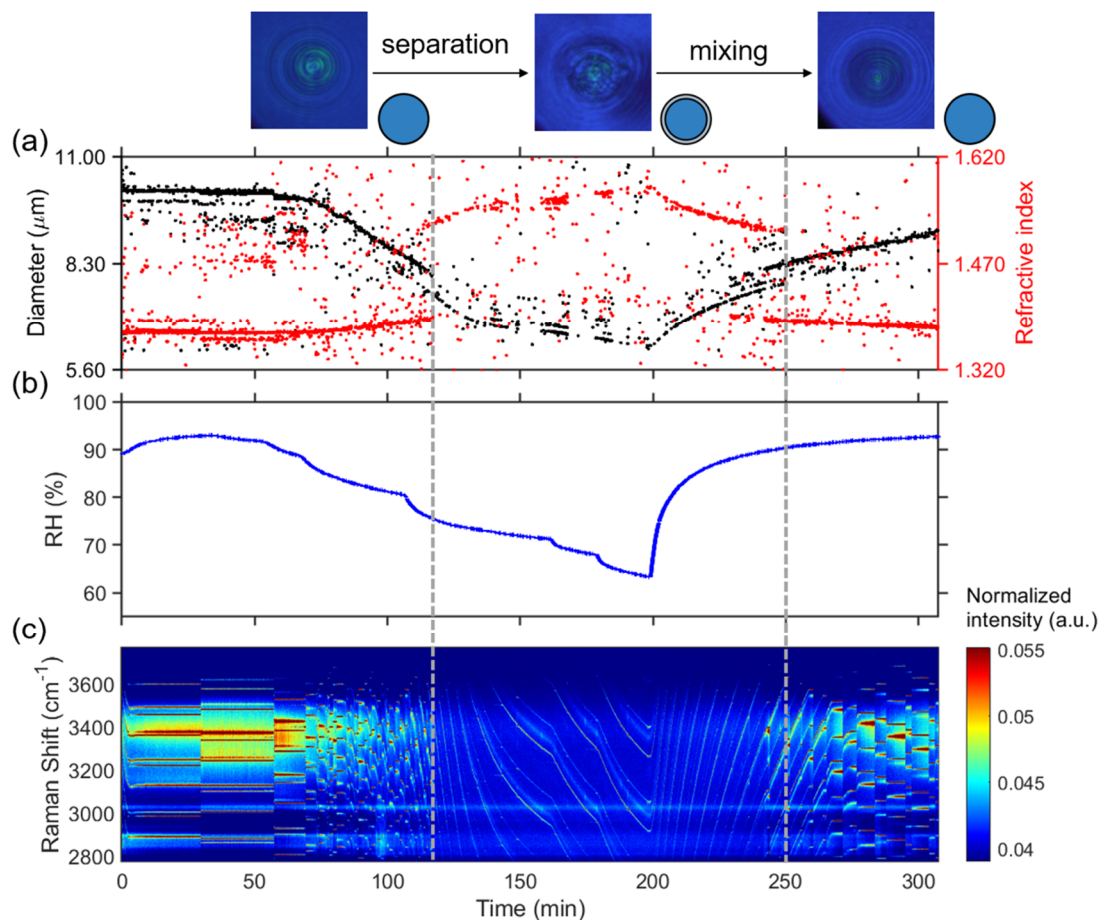 separation
mixing
(a)
11.00
8.30
5.60
Diameter (μm)
1.620
1.470
1.320
Refractive index
(b)
100
90
80
70
60
RH (%)
(c)
3600
3400
3200
3000
2800
Raman Shift (cm⁻¹)
0
50
100
150
200
250
300
Time (min)
Normalized
intensity (a.u.)
0.055
0.05
0.045
0.04